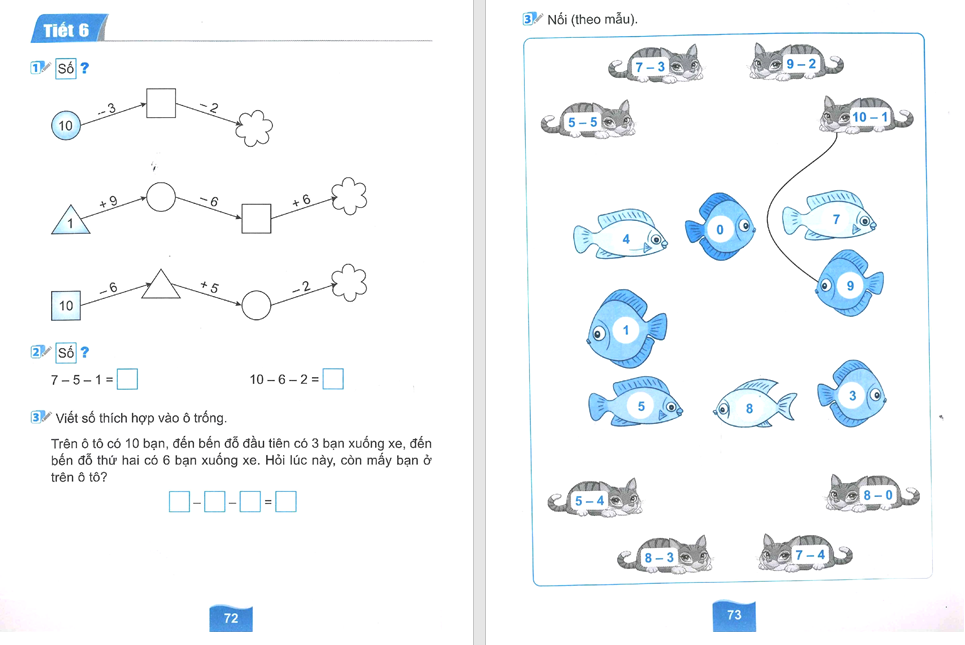 Tiết 6
1 Số ?
10 – 3 – 2
1 + 9 – 6 + 6
10 – 6 + 5 – 2
2 Số ?
7 – 5 – 1 =
10 – 6 – 2 =
3 Viết số thích hợp vào ô trống.
Trên ô tô có 10 bạn, đến bến đỗ đầu tiên có 3 bạn xuống xe, đến
bến đỗ thứ hai có 6 bạn xuống xe. Hỏi lúc này, còn mấy bạn ở
trên ô tô?
– – =
72
3 Nối (theo mẫu).
7 – 3
9 – 2
5 – 5
10 – 1
4
0
7
9
1
5
8
3
5 – 4
8 – 0
8 – 3
7 – 4
73